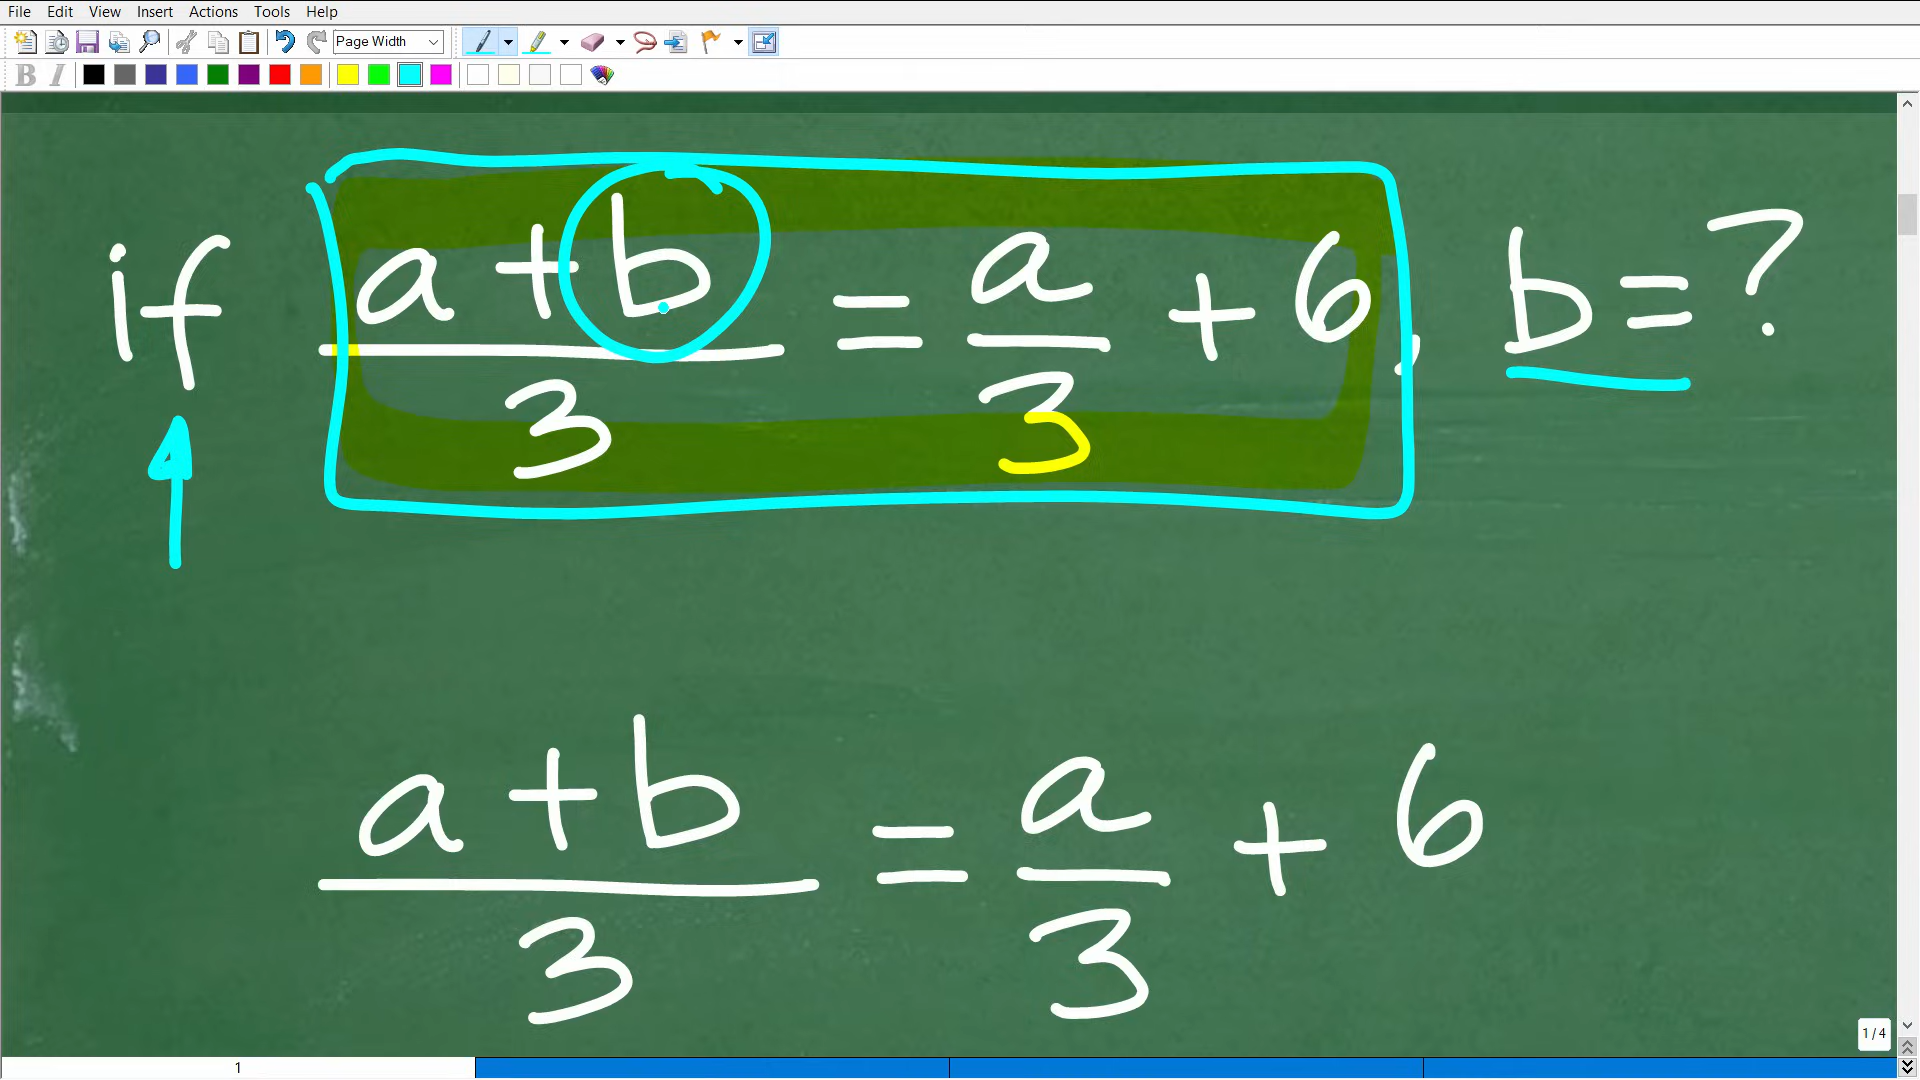 File Edit View Insert Actions Tools Help
Page Width
B I
if (a + b)/3 = a/3 + 6, b = ?
(a + b)/3 = a/3 + 6
1 / 4
1